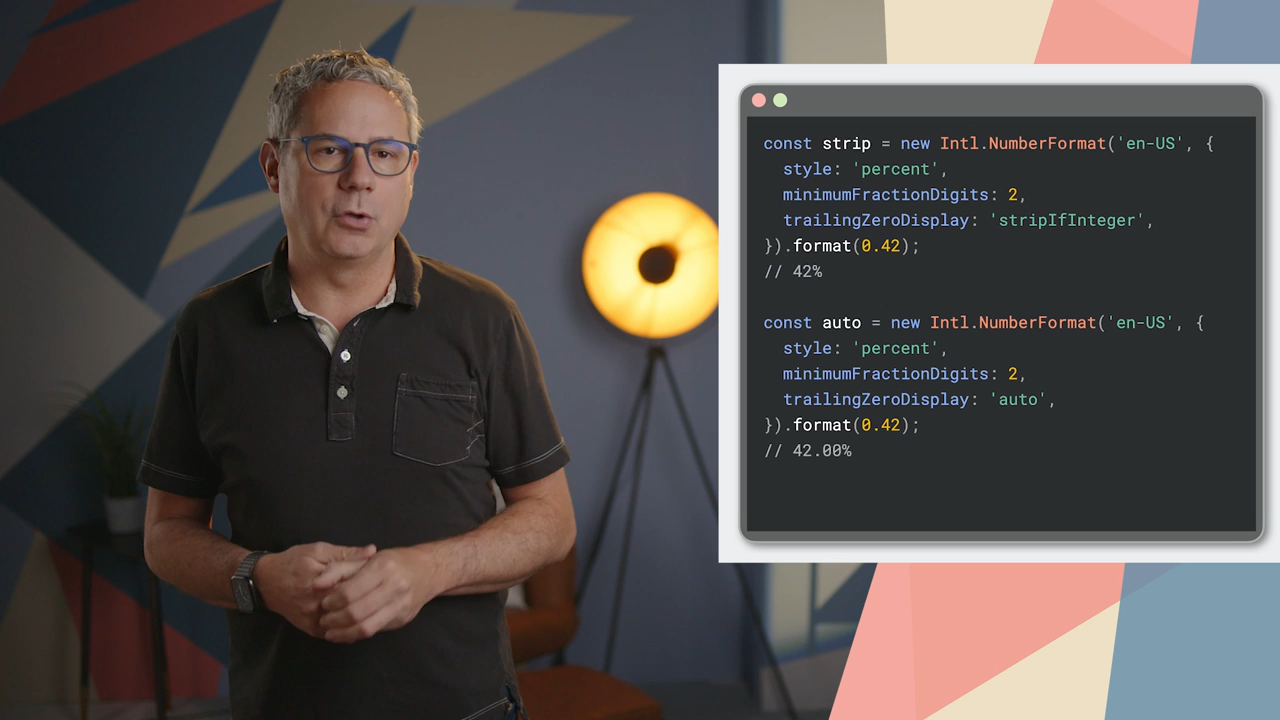 const strip = new Intl.NumberFormat('en-US', {
  style: 'percent',
  minimumFractionDigits: 2,
  trailingZeroDisplay: 'stripIfInteger',
}).format(0.42);
// 42%
const auto = new Intl.NumberFormat('en-US', {
  style: 'percent',
  minimumFractionDigits: 2,
  trailingZeroDisplay: 'auto',
}).format(0.42);
// 42.00%